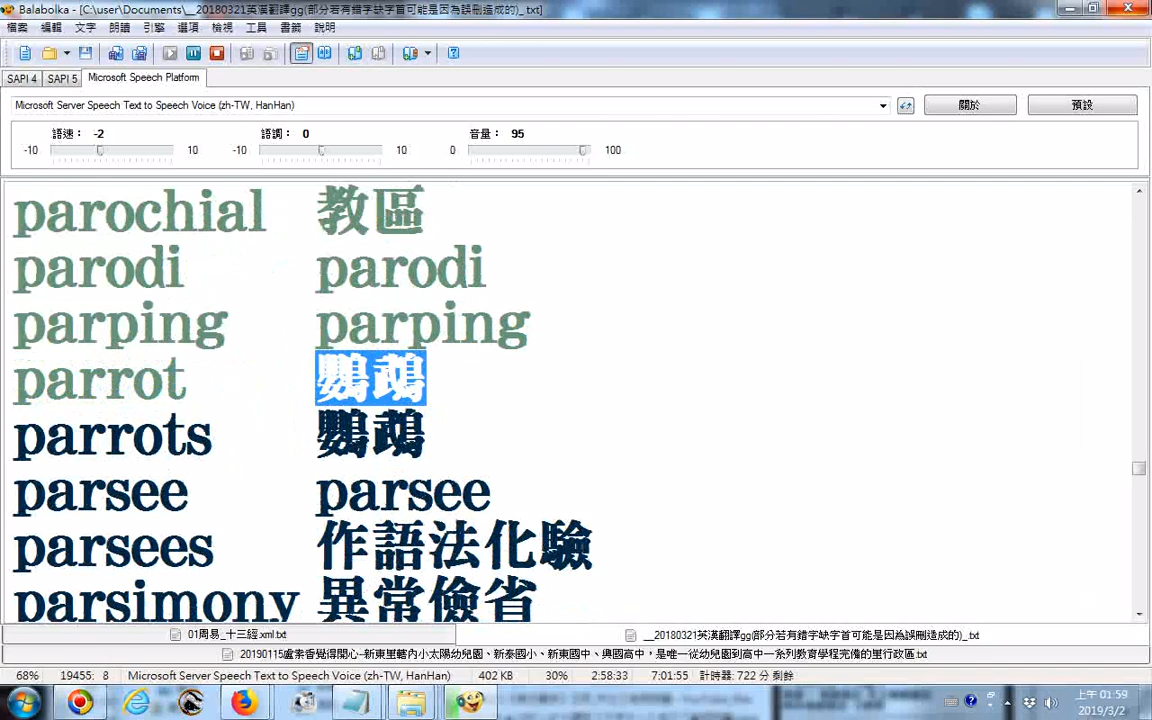 Balabolka - [C:\user\Documents\__20180321英漢翻譯gg(部分若有錯字缺字首可能是因為誤刪造成的)_.txt]
檔案 編輯 文字 朗讀 引擎 選項 檢視 工具 書籤 說明
SAPI 4 SAPI 5 Microsoft Speech Platform
Microsoft Server Speech Text to Speech Voice (zh-TW, HanHan) 關於 預設
語速： -2 語調： 0 音量： 95
-10 10 -10 10 0 100
parochial 教區
parodi parodi
parping parping
parrot 鸚鵡
parrots 鸚鵡
parsee parsee
parsees 作語法化驗
parsimony 異常儉省
01周易_十三經.xml.txt __20180321英漢翻譯gg(部分若有錯字缺字首可能是因為誤刪造成的)_.txt
20190115盧素香覺得開心-新東里轄內小太陽幼兒園、新泰國小、新東國中、興國高中，是唯一從幼兒園到高中一系列教育學程完備的里行政區.txt
68% 19455: 8 Microsoft Server Speech Text to Speech Voice (zh-TW, HanHan) 402 KB 30% 2:58:33 7:01:55 計時器: 722 分 剩餘
上午 01:59
2019/3/2